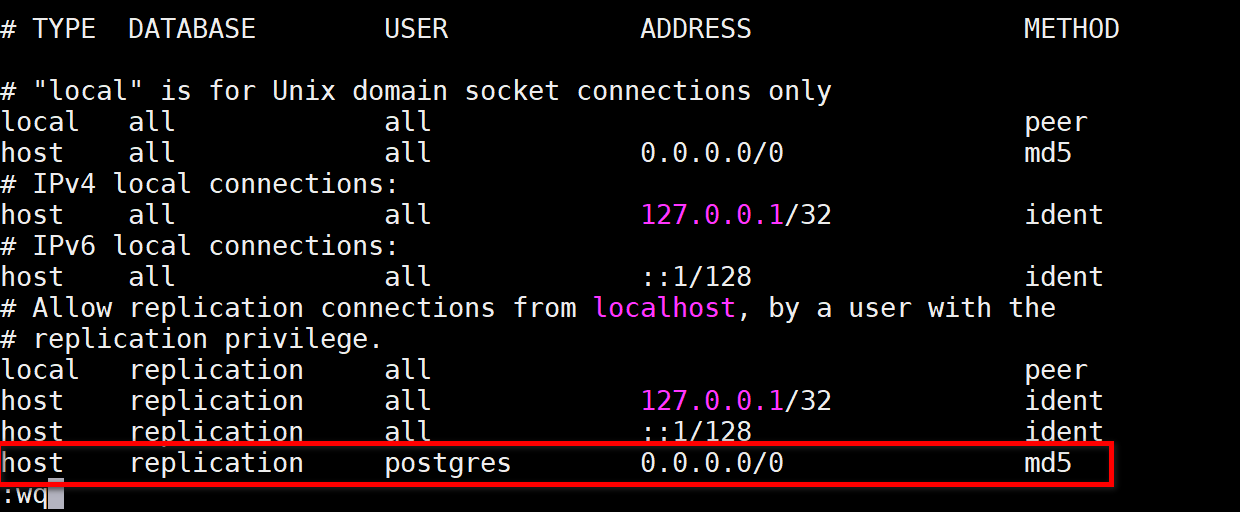 # TYPE  DATABASE        USER            ADDRESS                 METHOD
# "local" is for Unix domain socket connections only
local   all             all                                     peer
host    all             all             0.0.0.0/0               md5
# IPv4 local connections:
host    all             all             127.0.0.1/32            ident
# IPv6 local connections:
host    all             all             ::1/128                 ident
# Allow replication connections from localhost, by a user with the
# replication privilege.
local   replication     all                                     peer
host    replication     all             127.0.0.1/32            ident
host    replication     all             ::1/128                 ident
host    replication     postgres        0.0.0.0/0               md5
:wq